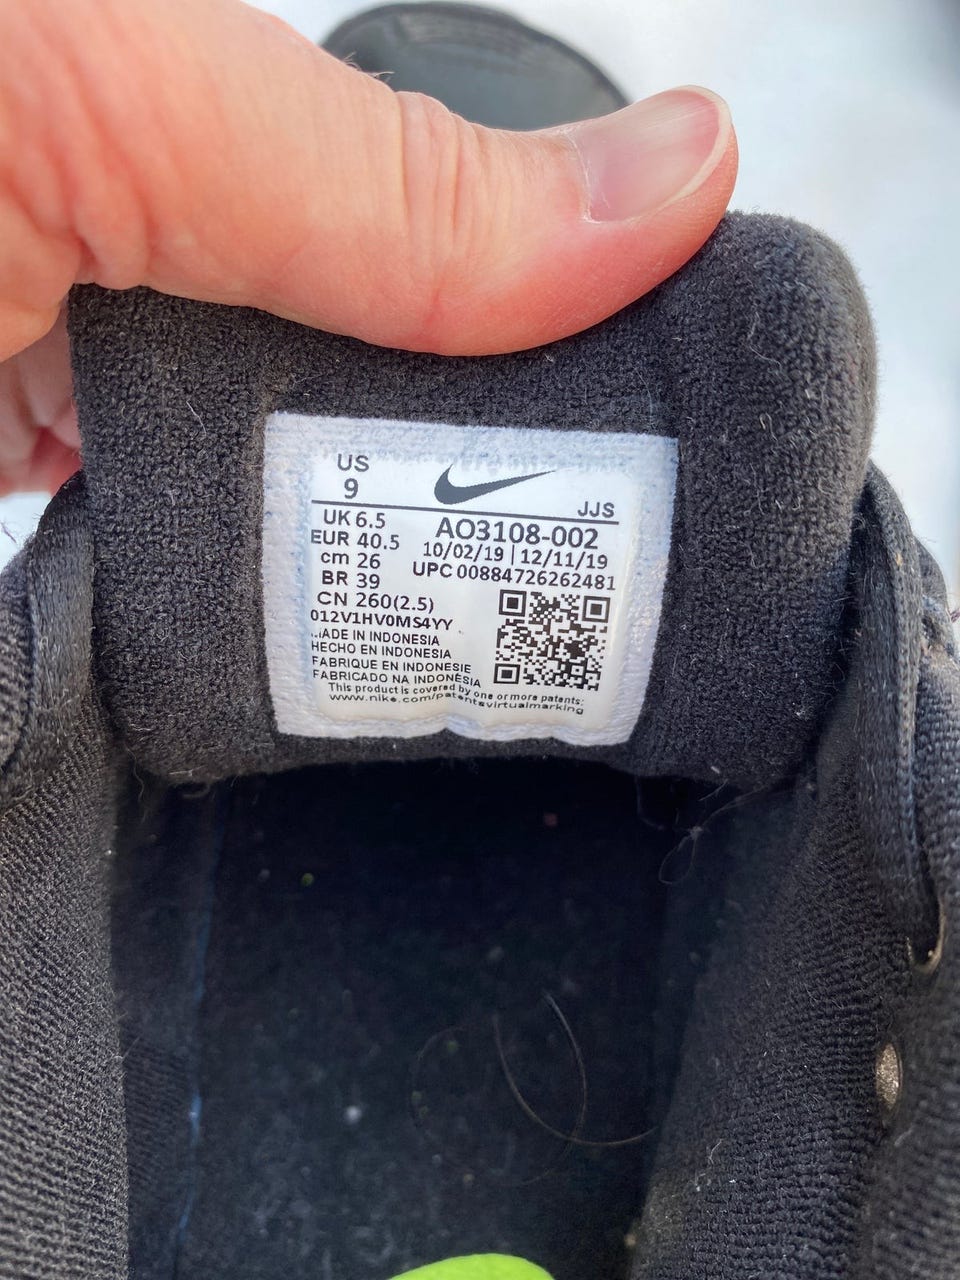 US
9
JJS
UK 6.5
EUR 40.5
cm 26
BR 39
CN 260(2.5)
AO3108-002
10/02/19 | 12/11/19
UPC 00884726262481
012V1HV0MS4YY
MADE IN INDONESIA
HECHO EN INDONESIA
FABRIQUE EN INDONESIE
FABRICADO NA INDONÉSIA
This product is covered by one or more patents:
www.nike.com/patentsvirtualmarking